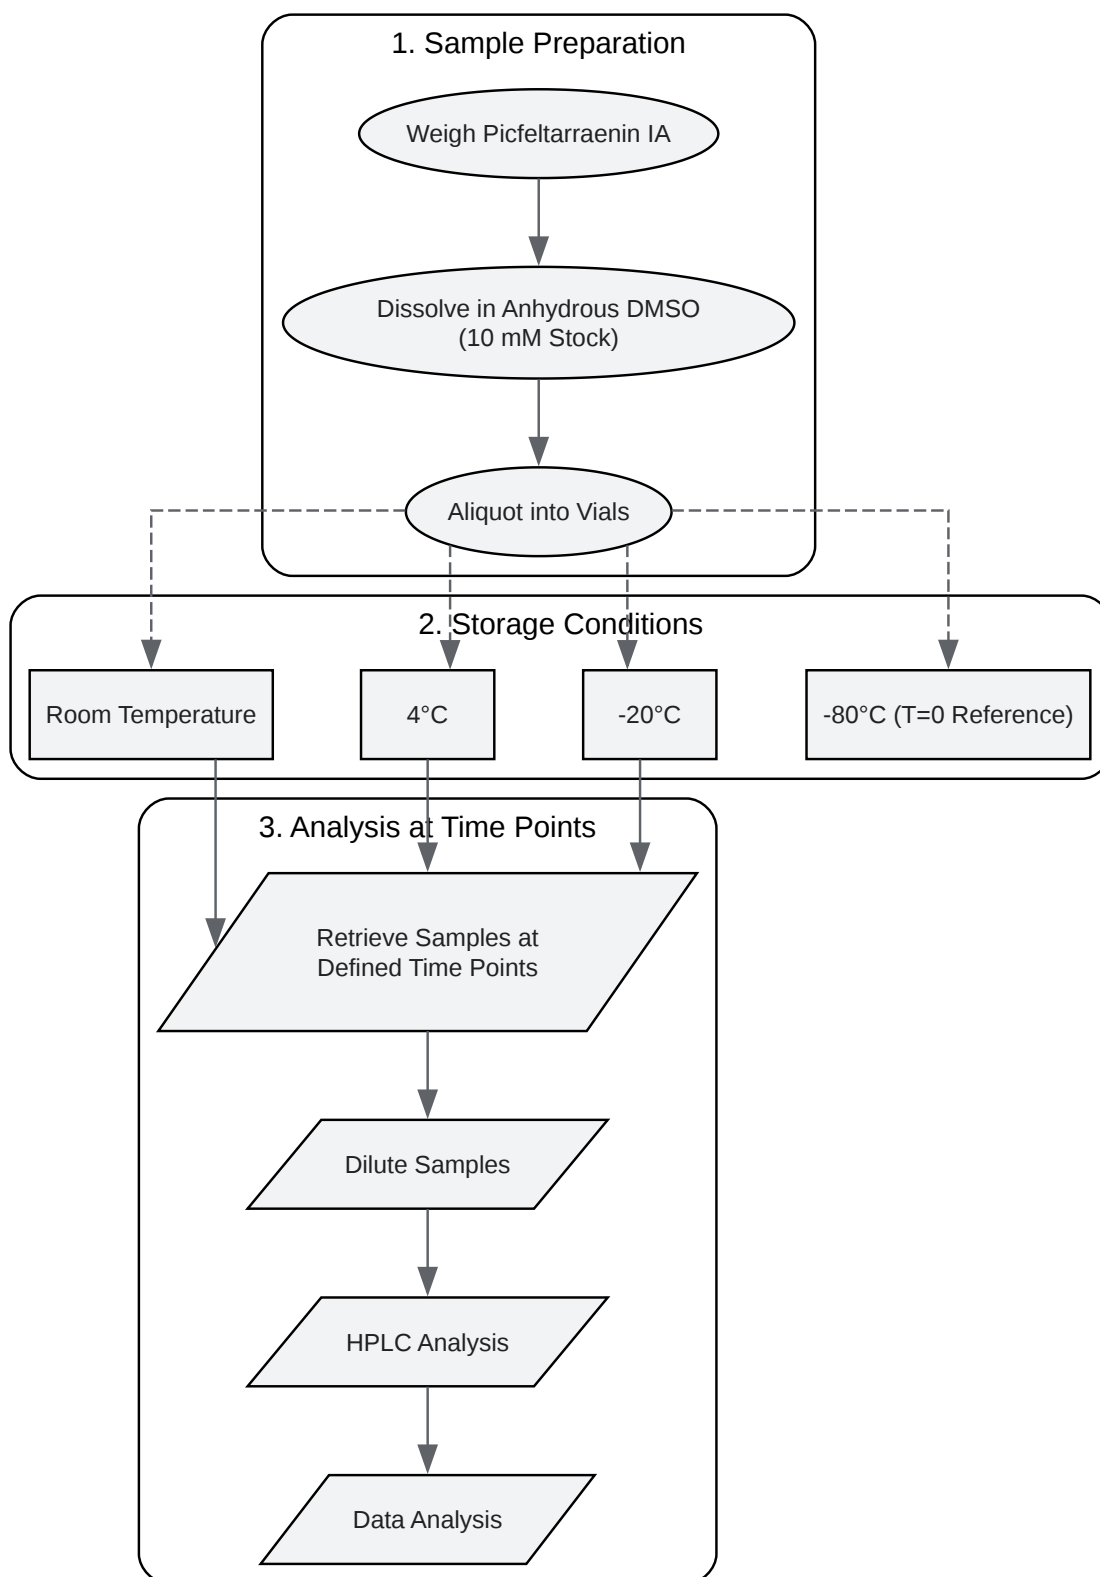 1. Sample Preparation
Weigh Picfeltarraenin IA
Dissolve in Anhydrous DMSO
(10 mM Stock)
Aliquot into Vials
2. Storage Conditions
Room Temperature
4°C
-20°C
-80°C (T=0 Reference)
3. Analysis at Time Points
Retrieve Samples at
Defined Time Points
Dilute Samples
HPLC Analysis
Data Analysis